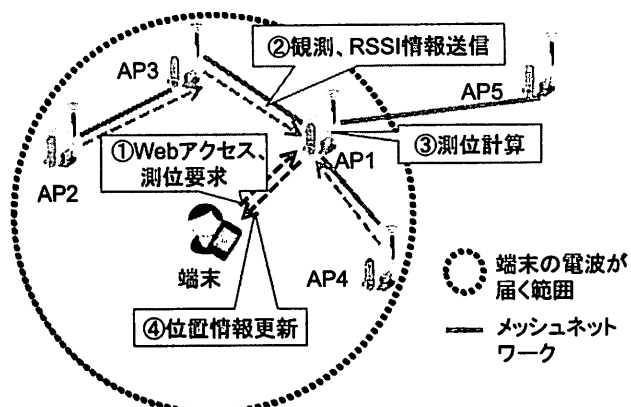 ②観測、RSSI情報送信
AP3
AP5
①Webアクセス、
測位要求
AP1
③測位計算
AP2
端末
AP4
端末の電波が
届く範囲
④位置情報更新
メッシュネット
ワーク